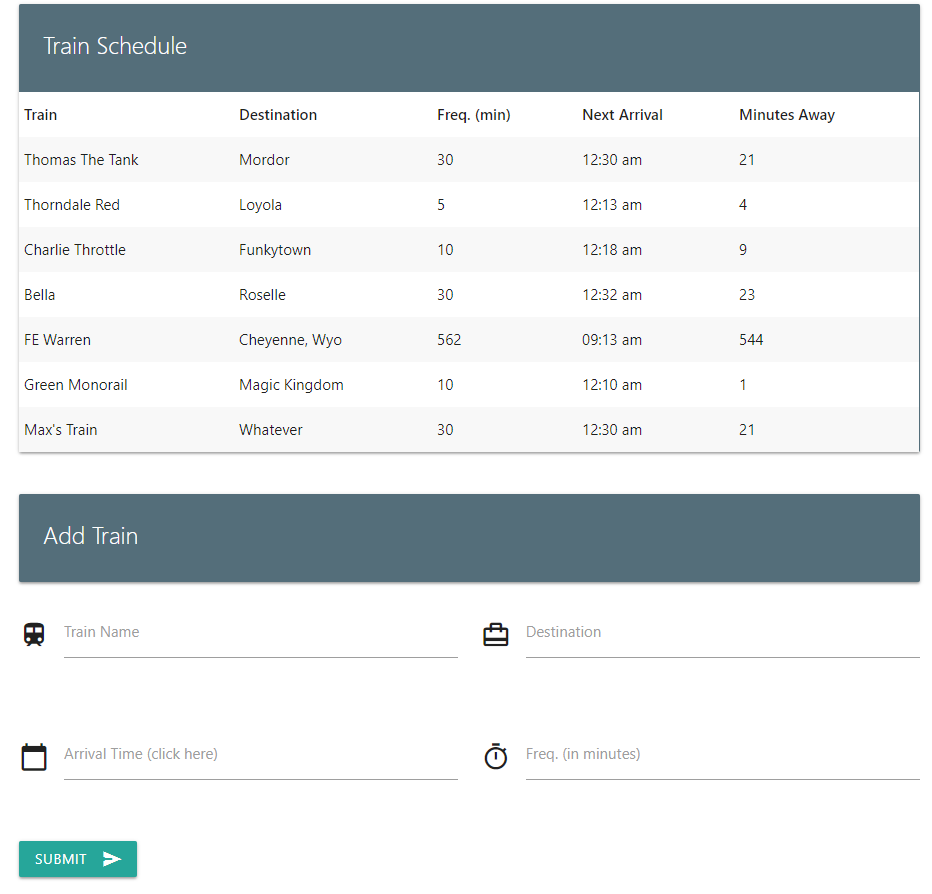 Train Schedule
Train Destination Freq. (min) Next Arrival Minutes Away
Thomas The Tank Mordor 30 12:30 am 21
Thorndale Red Loyola 5 12:13 am 4
Charlie Throttle Funkytown 10 12:18 am 9
Bella Roselle 30 12:32 am 23
FE Warren Cheyenne, Wyo 562 09:13 am 544
Green Monorail Magic Kingdom 10 12:10 am 1
Max's Train Whatever 30 12:30 am 21
Add Train
Train Name Destination
Arrival Time (click here) Freq. (in minutes)
SUBMIT